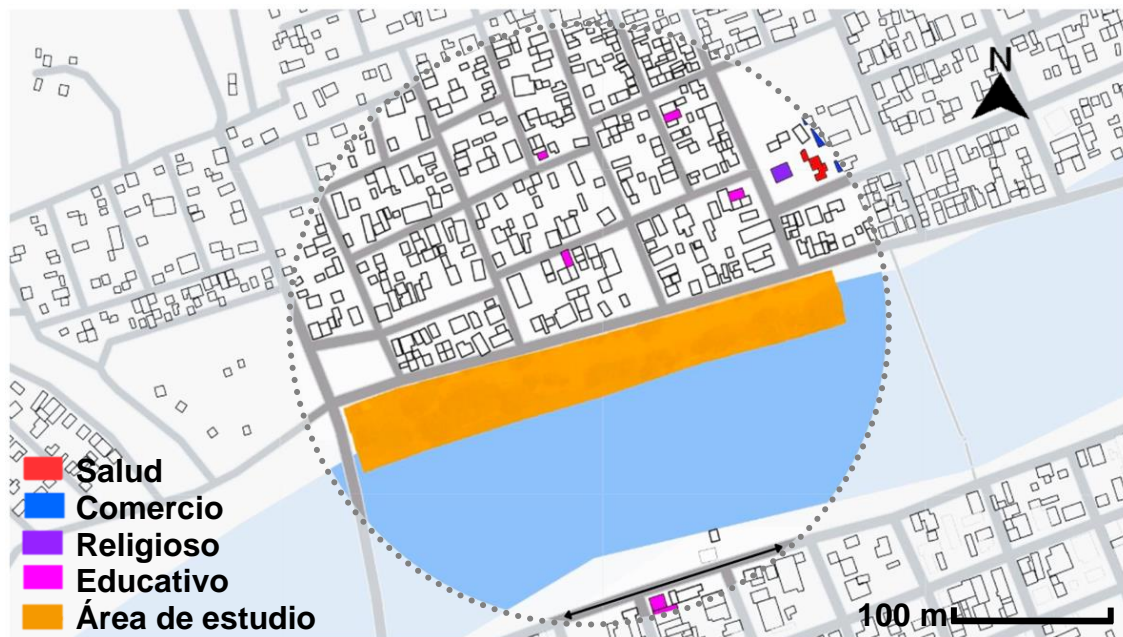 N
Salud
Comercio
Religioso
Educativo
Área de estudio
100 m